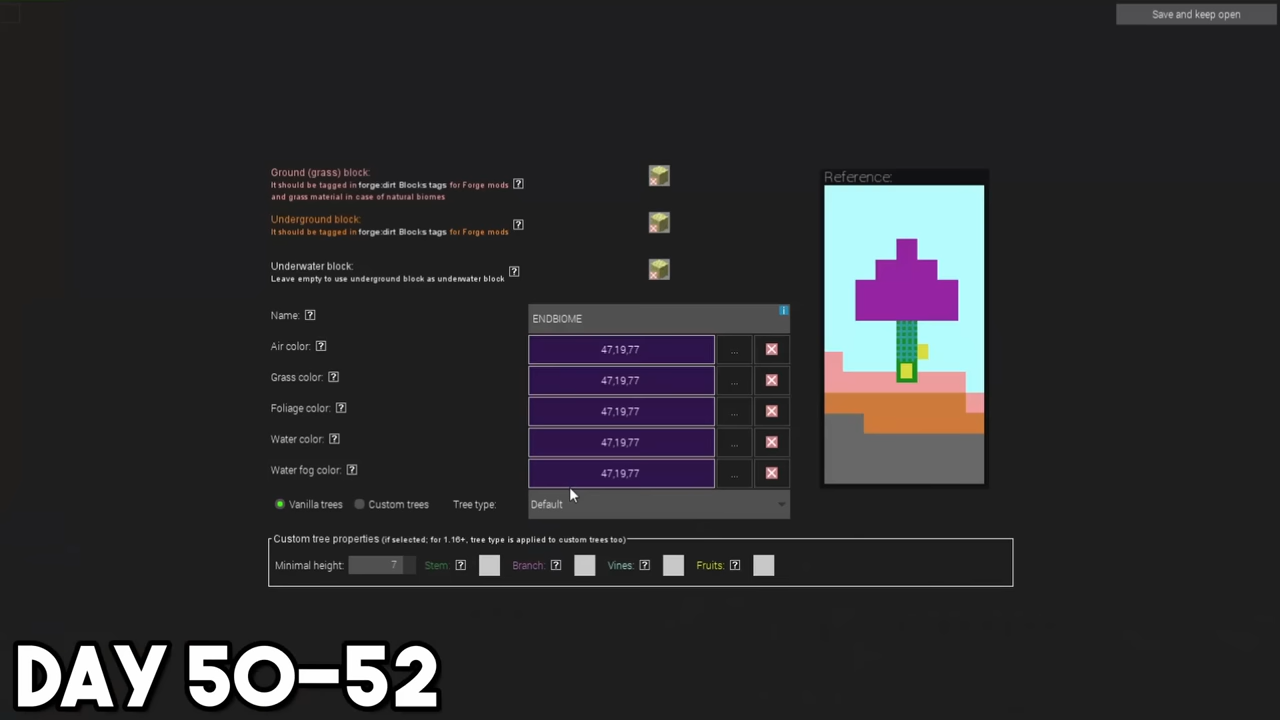 Save and keep open
Ground (grass) block:
It should be tagged in forge:dirt Blocks tags for Forge mods
and grass material in case of natural biomes
Underground block:
It should be tagged in forge:dirt Blocks tags for Forge mods
Underwater block:
Leave empty to use underground block as underwater block
Name:
ENDBIOME
Air color:
47,19,77
...
Grass color:
47,19,77
...
Foliage color:
47,19,77
...
Water color:
47,19,77
...
Water fog color:
47,19,77
...
Vanilla trees
Custom trees
Tree type:
Default
Reference:
Custom tree properties (if selected; for 1.16+, tree type is applied to custom trees too)
Minimal height:
7
Stem:
Branch:
Vines:
Fruits:
DAY 50–52